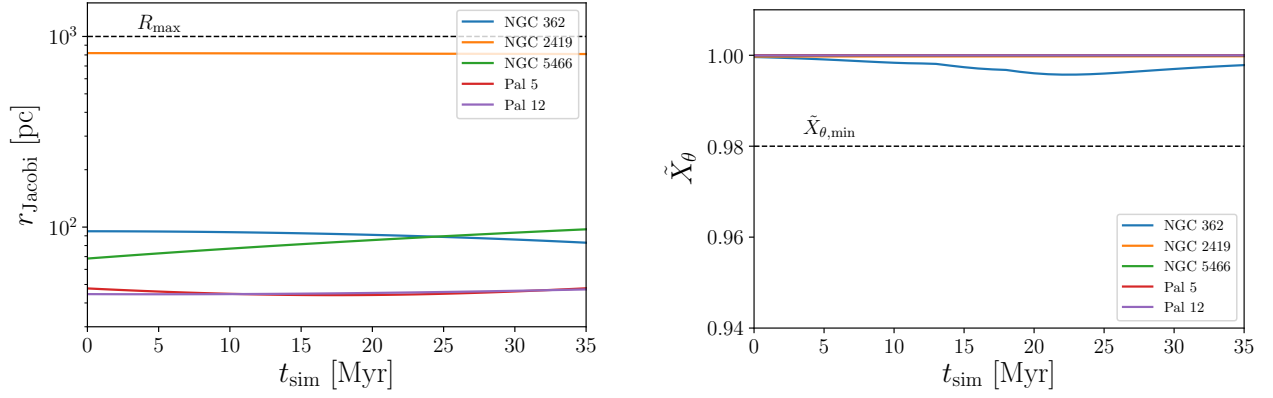 R_max
NGC 362
NGC 2419
NGC 5466
Pal 5
Pal 12
10^3
10^2
r_Jacobi [pc]
0 5 10 15 20 25 30 35
t_sim [Myr]
X̃_θ,min
NGC 362
NGC 2419
NGC 5466
Pal 5
Pal 12
1.00
0.98
0.96
0.94
X̃_θ
0 5 10 15 20 25 30 35
t_sim [Myr]